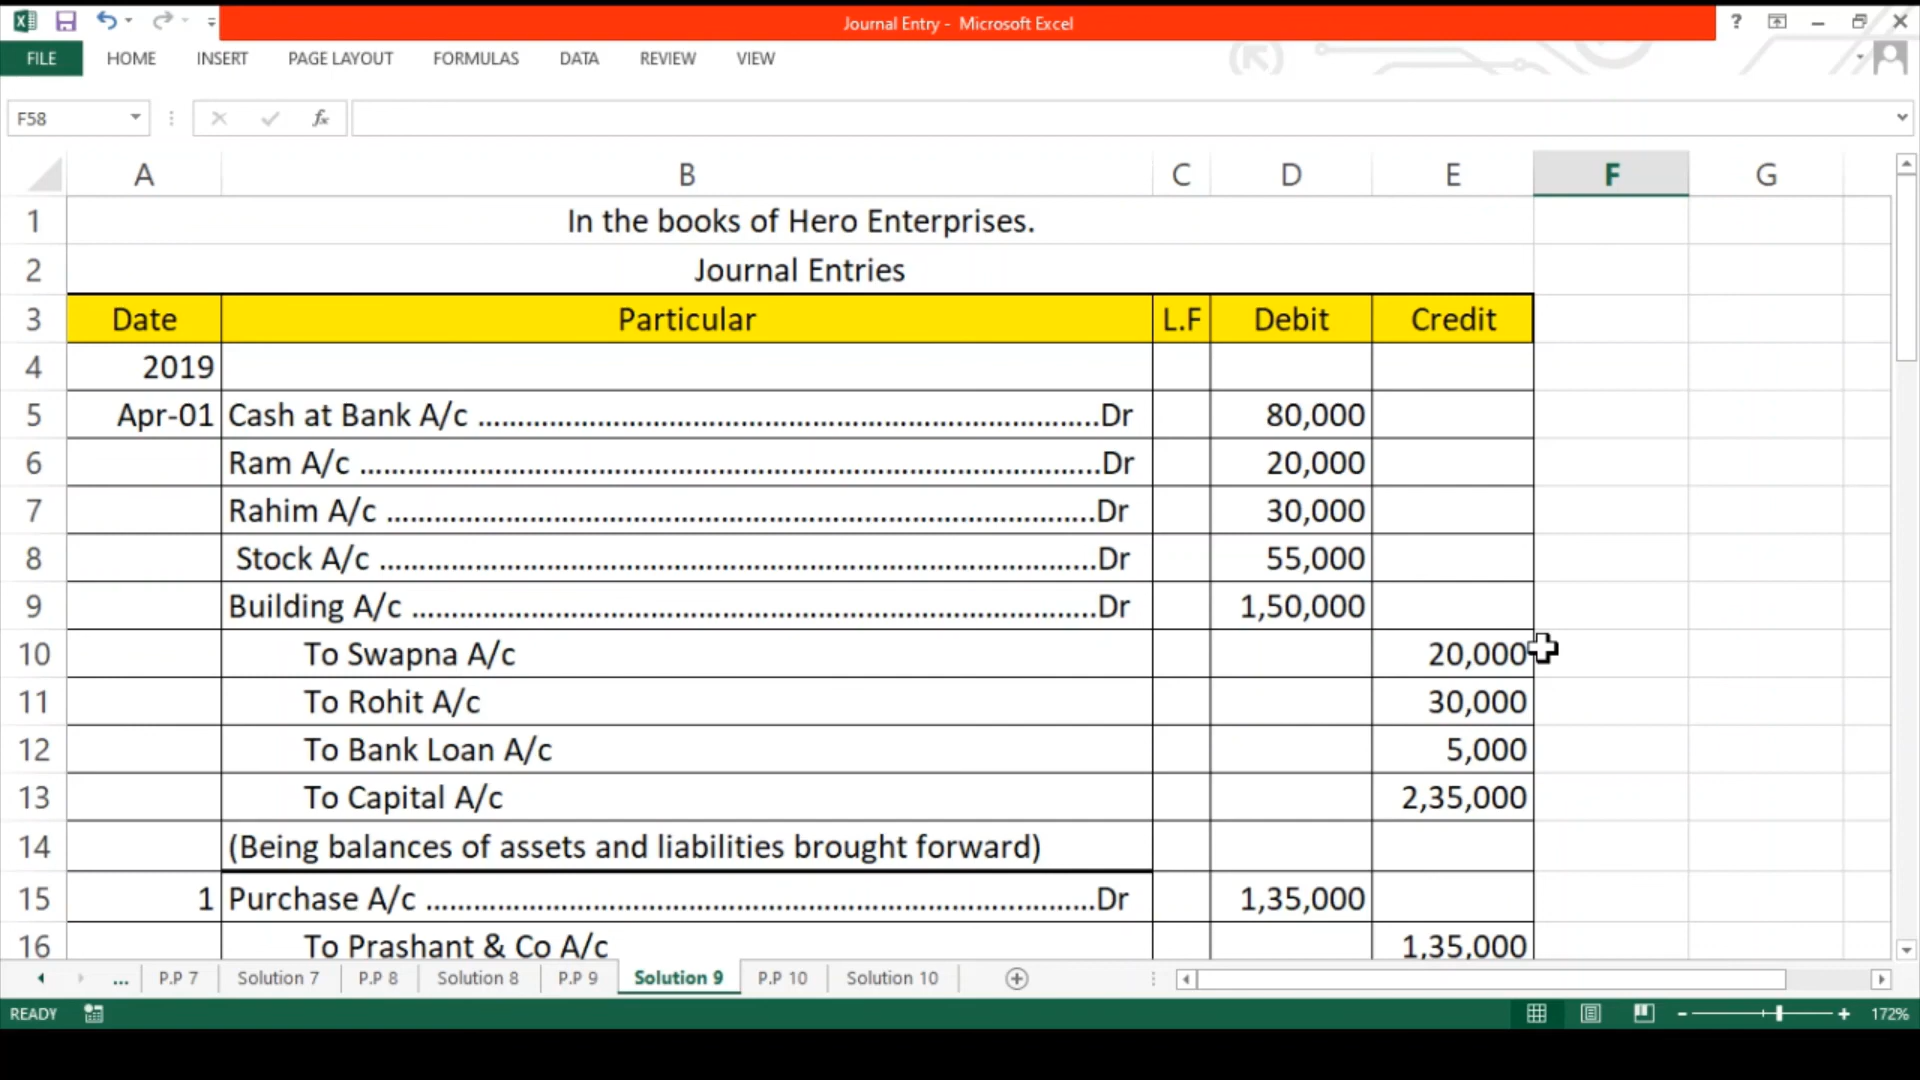 Journal Entry - Microsoft Excel
?
FILE HOME INSERT PAGE LAYOUT FORMULAS DATA REVIEW VIEW
F58 fx
A B C D E F G
1 In the books of Hero Enterprises.
2 Journal Entries
3 Date Particular L.F Debit Credit
4 2019
5 Apr-01 Cash at Bank A/c ............................................................................Dr 80,000
6 Ram A/c ............................................................................Dr 20,000
7 Rahim A/c ............................................................................Dr 30,000
8 Stock A/c ............................................................................Dr 55,000
9 Building A/c ............................................................................Dr 1,50,000
10 To Swapna A/c 20,000
11 To Rohit A/c 30,000
12 To Bank Loan A/c 5,000
13 To Capital A/c 2,35,000
14 (Being balances of assets and liabilities brought forward)
15 1 Purchase A/c ............................................................................Dr 1,35,000
16 To Prashant & Co A/c 1,35,000
... P.P 7 Solution 7 P.P 8 Solution 8 P.P 9 Solution 9 P.P 10 Solution 10
READY 172%